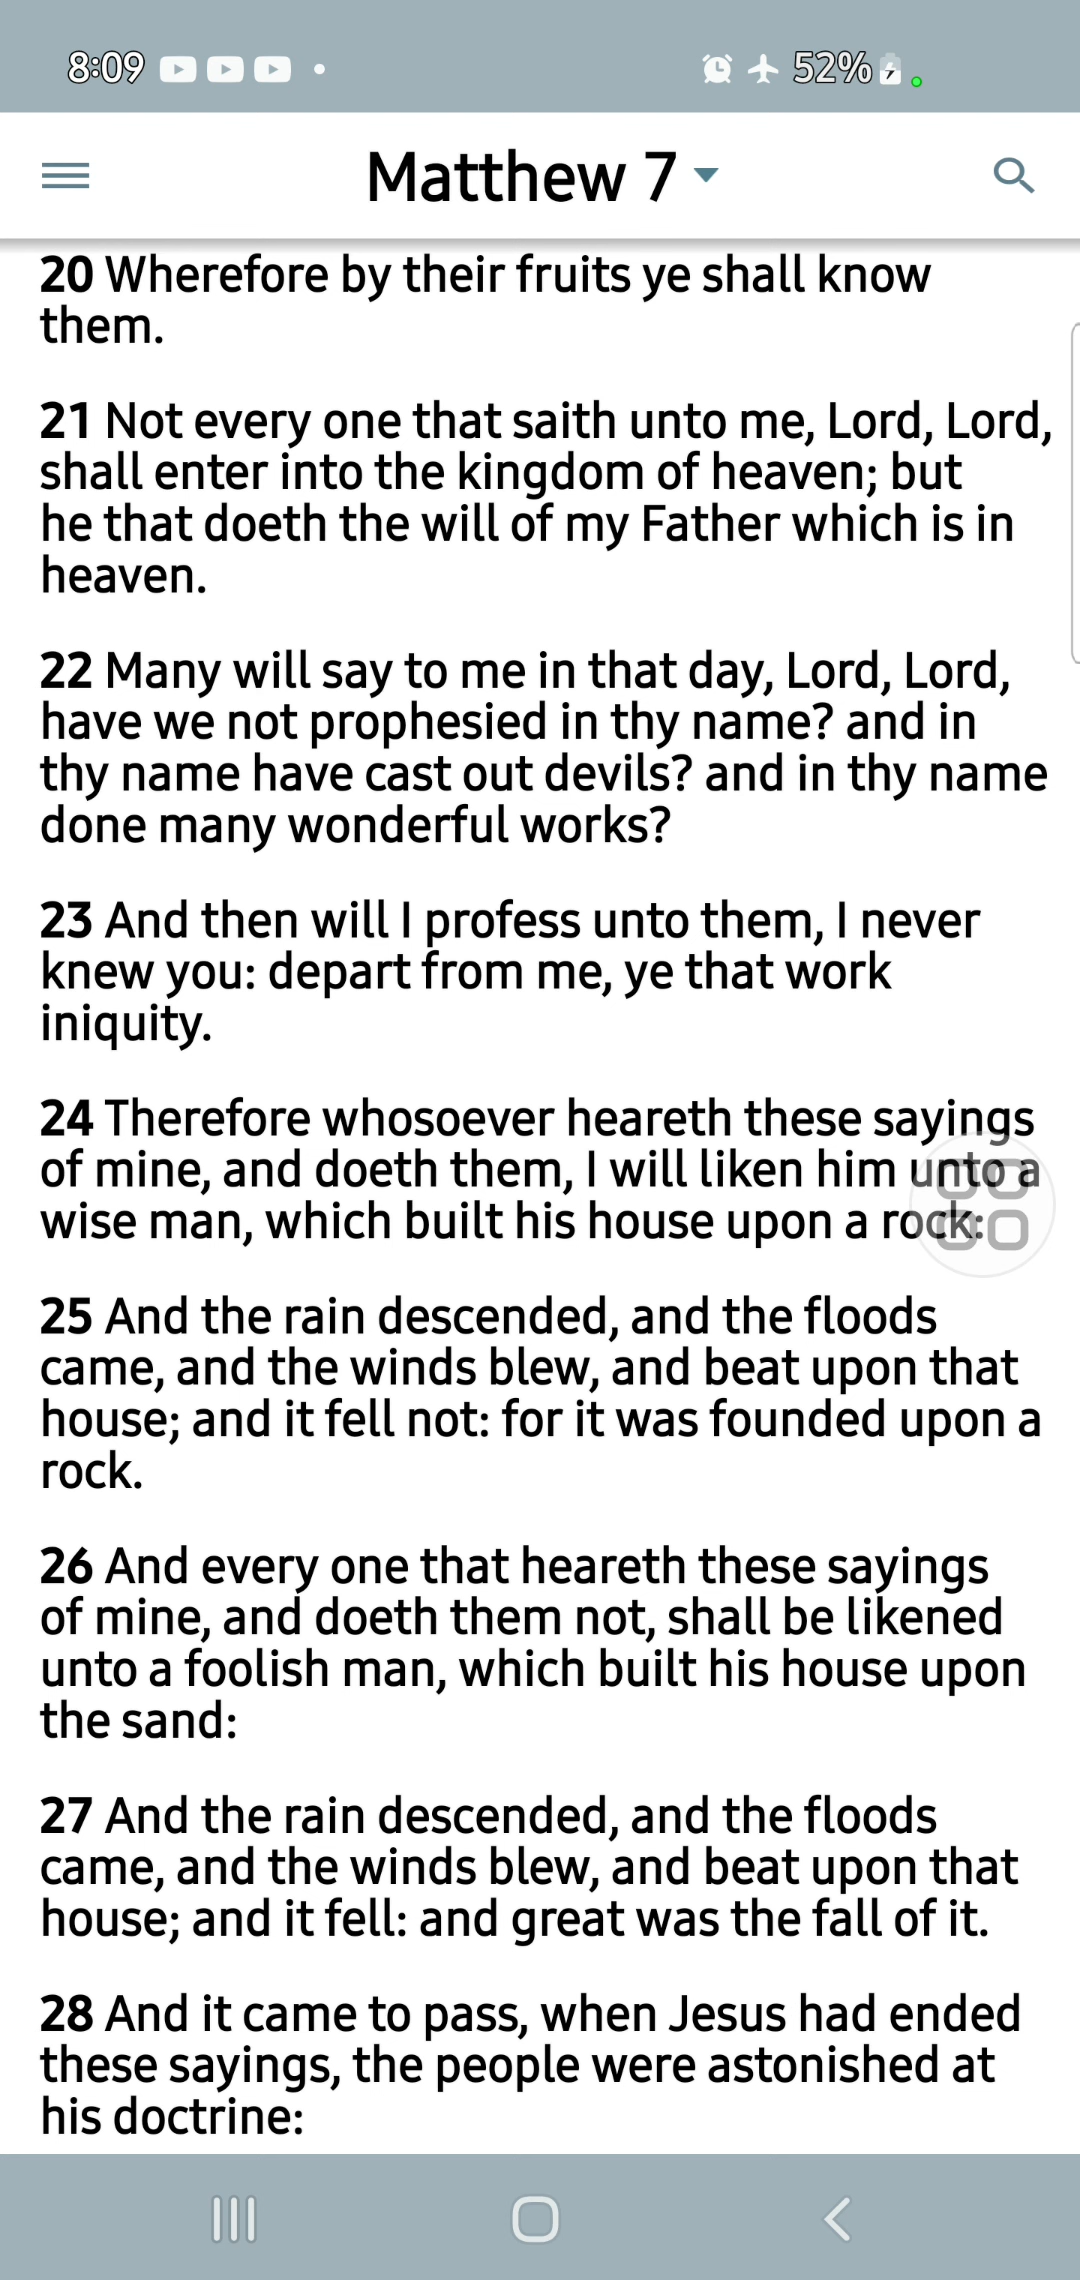 8:09
52%
Matthew 7
20 Wherefore by their fruits ye shall know
them.
21 Not every one that saith unto me, Lord, Lord,
shall enter into the kingdom of heaven; but
he that doeth the will of my Father which is in
heaven.
22 Many will say to me in that day, Lord, Lord,
have we not prophesied in thy name? and in
thy name have cast out devils? and in thy name
done many wonderful works?
23 And then will I profess unto them, I never
knew you: depart from me, ye that work
iniquity.
24 Therefore whosoever heareth these sayings
of mine, and doeth them, I will liken him unto a
wise man, which built his house upon a rock:
25 And the rain descended, and the floods
came, and the winds blew, and beat upon that
house; and it fell not: for it was founded upon a
rock.
26 And every one that heareth these sayings
of mine, and doeth them not, shall be likened
unto a foolish man, which built his house upon
the sand:
27 And the rain descended, and the floods
came, and the winds blew, and beat upon that
house; and it fell: and great was the fall of it.
28 And it came to pass, when Jesus had ended
these sayings, the people were astonished at
his doctrine: